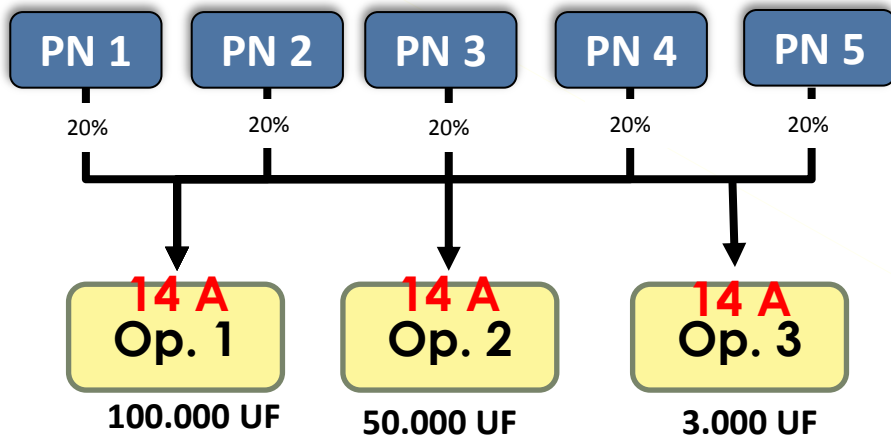 PN 1
PN 2
PN 3
PN 4
PN 5
20%
20%
20%
20%
20%
14 A
Op. 1
14 A
Op. 2
14 A
Op. 3
100.000 UF
50.000 UF
3.000 UF